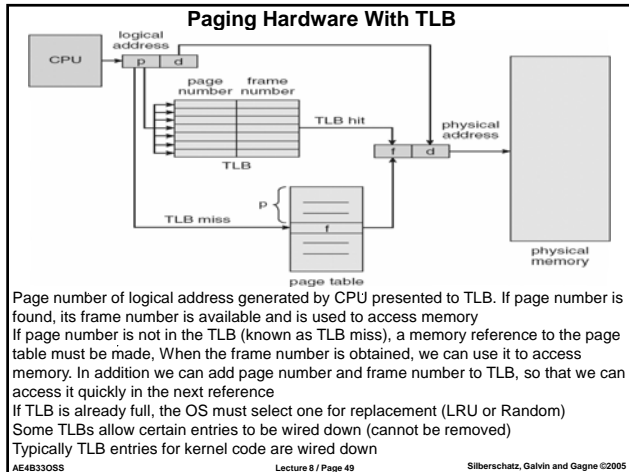 Paging Hardware With TLB
logical
address
CPU
p d
page frame
number number
TLB hit
physical
address
f d
TLB
p
TLB miss
f
physical
memory
page table
Page number of logical address generated by CPU presented to TLB. If page number is
found, its frame number is available and is used to access memory
If page number is not in the TLB (known as TLB miss), a memory reference to the page
table must be made, When the frame number is obtained, we can use it to access
memory. In addition we can add page number and frame number to TLB, so that we can
access it quickly in the next reference
If TLB is already full, the OS must select one for replacement (LRU or Random)
Some TLBs allow certain entries to be wired down (cannot be removed)
Typically TLB entries for kernel code are wired down
AE4B33OSS Lecture 8 / Page 49 Silberschatz, Galvin and Gagne ©2005